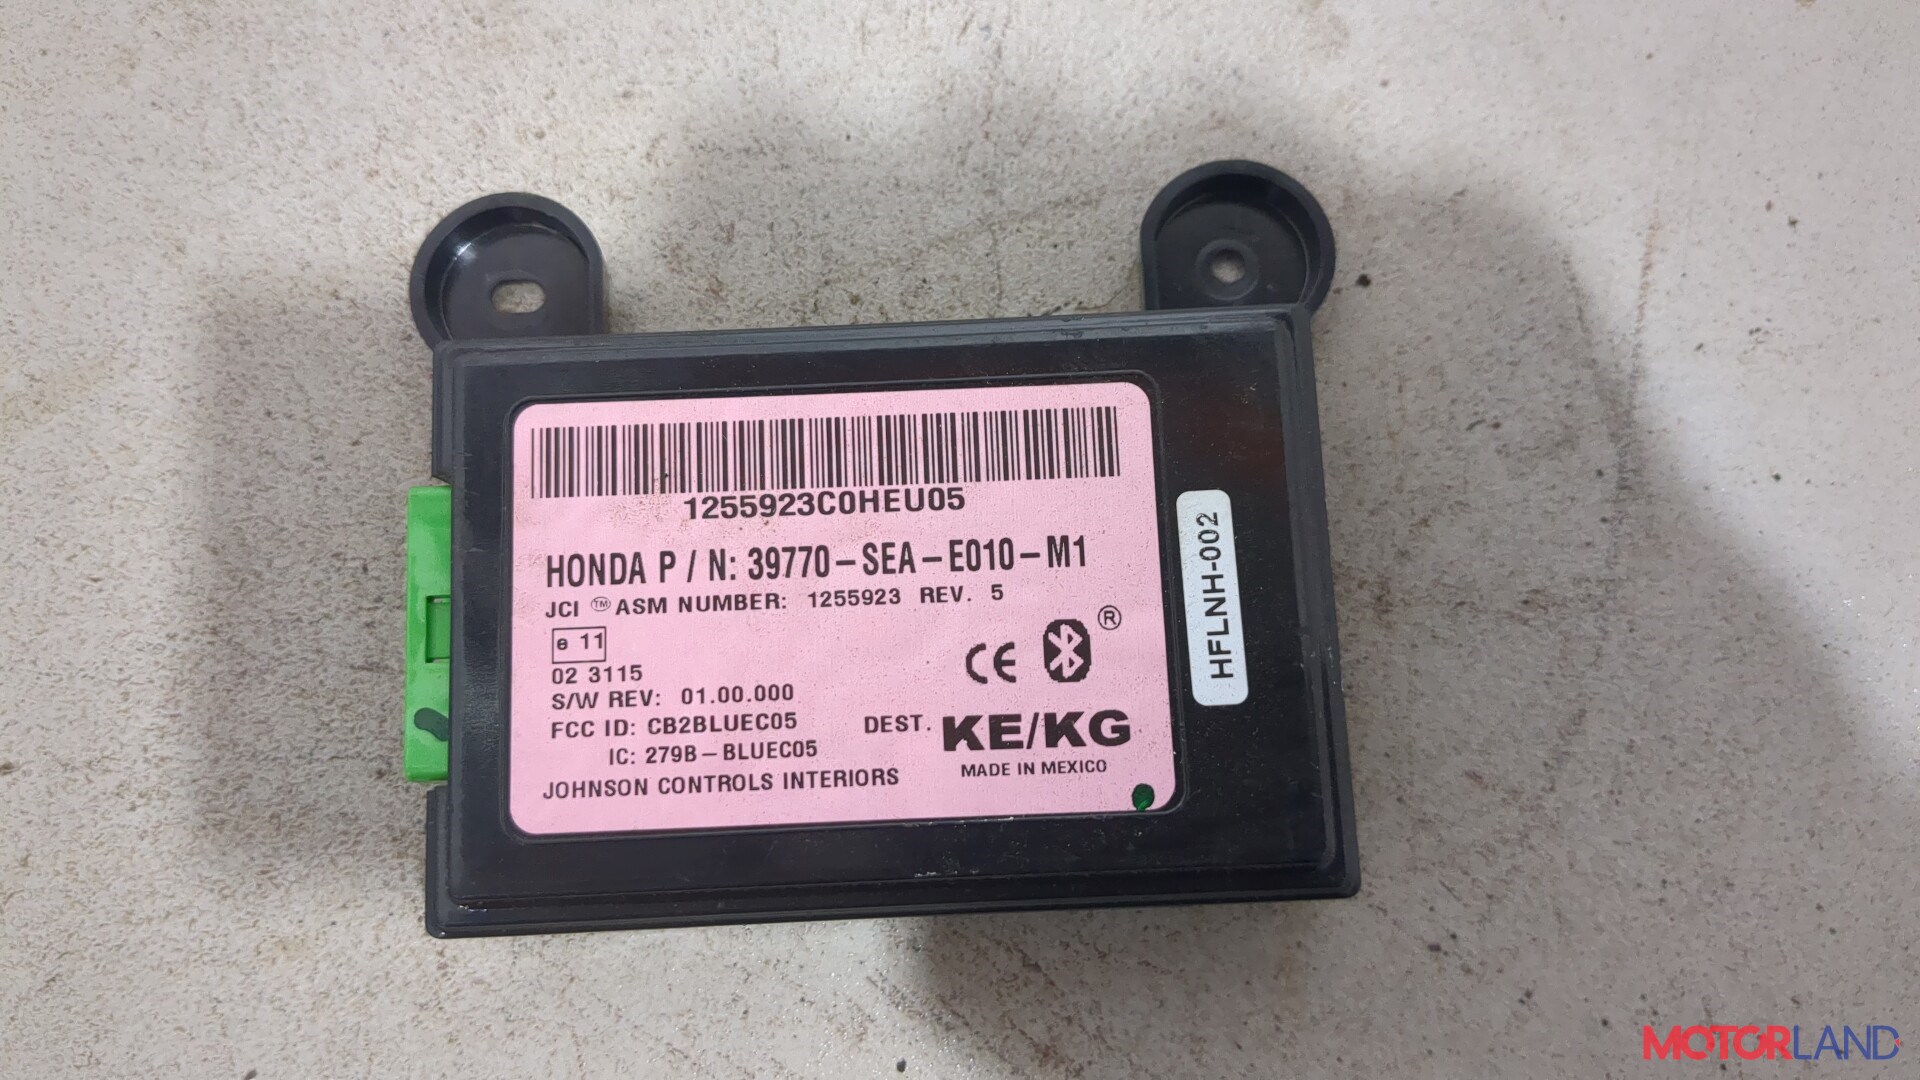 1255923C0HEU05
HONDA P / N: 39770-SEA-E010-M1
JCI ™ ASM NUMBER: 1255923 REV. 5
e 11
02 3115
S/W REV: 01.00.000
FCC ID: CB2BLUEC05
IC: 279B-BLUEC05
JOHNSON CONTROLS INTERIORS
CE ®
DEST. KE/KG
MADE IN MEXICO
HFLNH-002
MOTORLAND